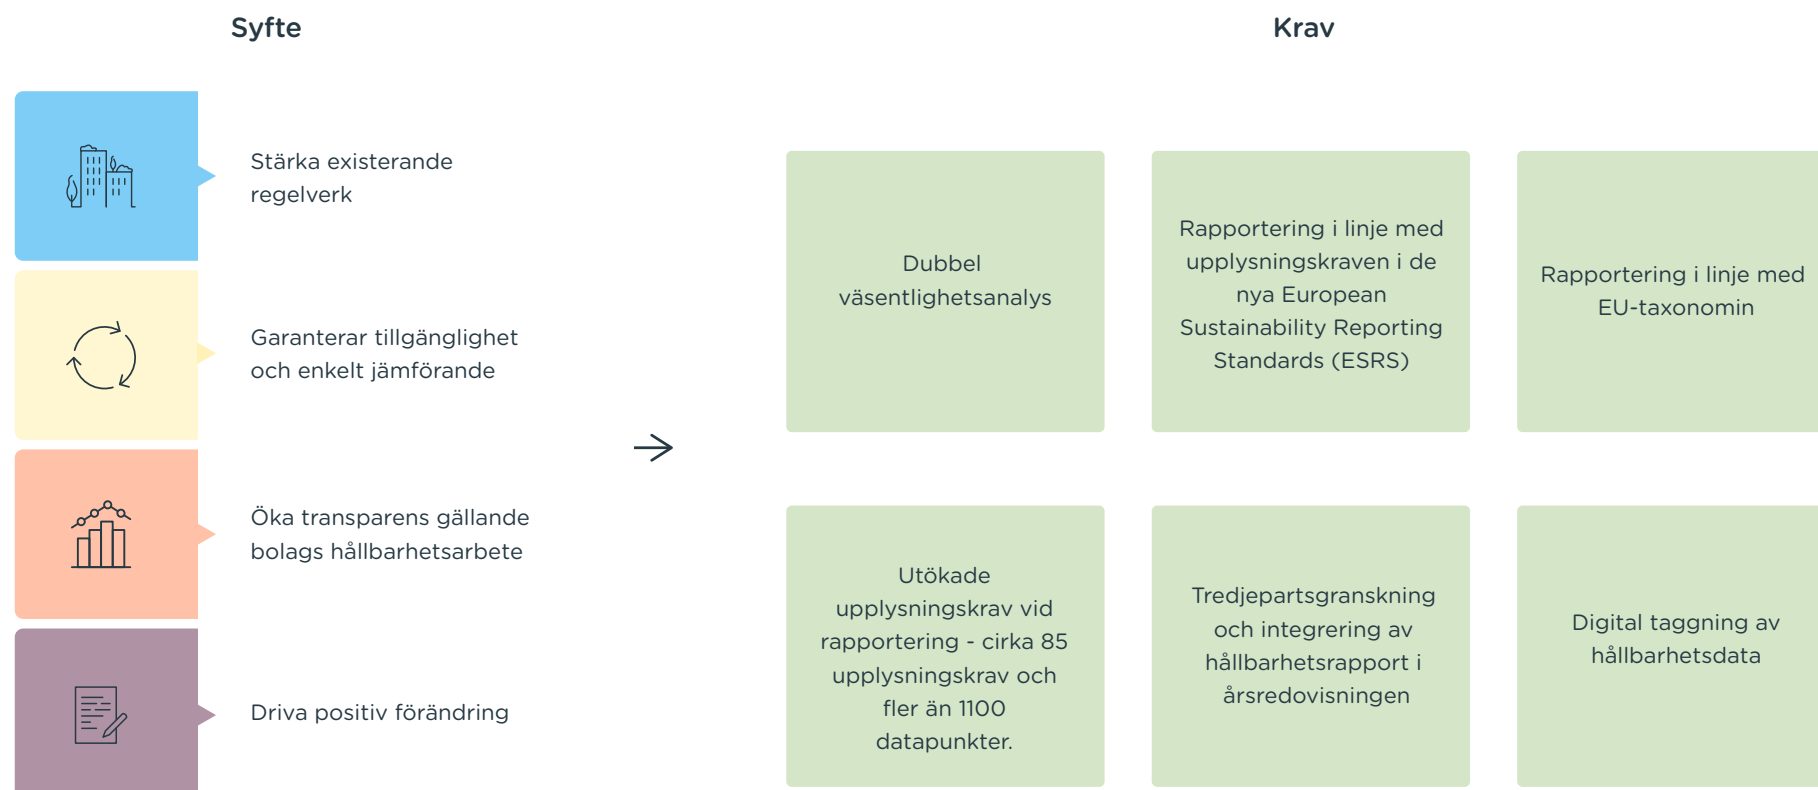 Syfte
Stärka existerande
regelverk
Garanterar tillgänglighet
och enkelt jämförande
Öka transparens gällande
bolags hållbarhetsarbete
Driva positiv förändring
Krav
Dubbel
väsentlighetsanalys
Rapportering i linje med
upplysningskraven i de
nya European
Sustainability Reporting
Standards (ESRS)
Rapportering i linje med
EU-taxonomin
Utökade
upplysningskrav vid
rapportering - cirka 85
upplysningskrav och
fler än 1100
datapunkter.
Tredjepartsgranskning
och integrering av
hållbarhetsrapport i
årsredovisningen
Digital taggning av
hållbarhetsdata